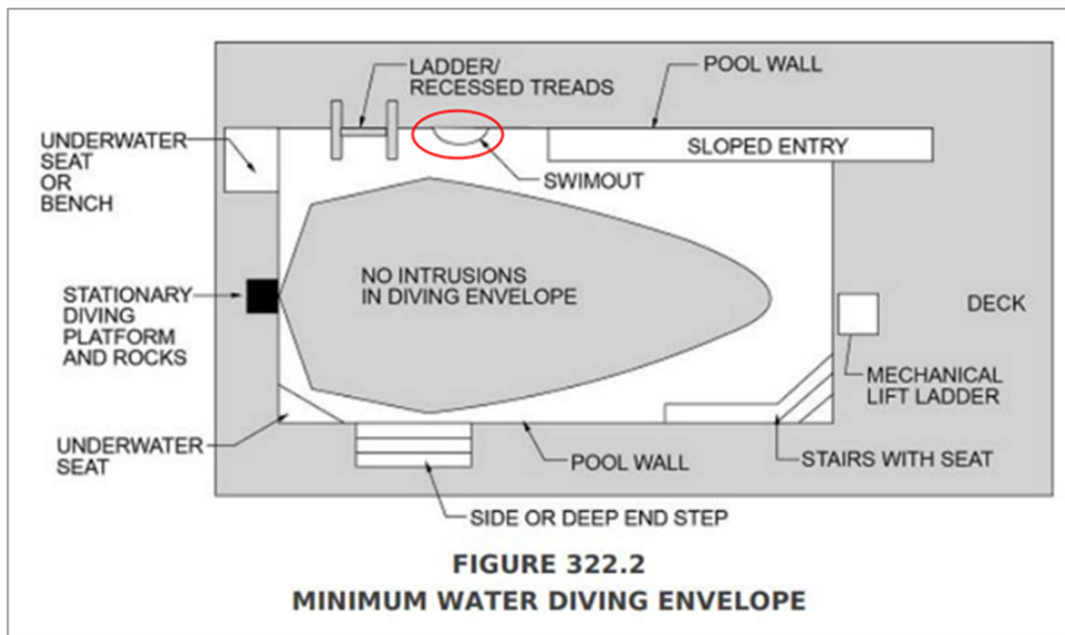 LADDER/
RECESSED TREADS
POOL WALL
UNDERWATER
SEAT
OR
BENCH
SLOPED ENTRY
SWIMOUT
NO INTRUSIONS
IN DIVING ENVELOPE
STATIONARY
DIVING
PLATFORM
AND ROCKS
DECK
MECHANICAL
LIFT LADDER
UNDERWATER
SEAT
POOL WALL
STAIRS WITH SEAT
SIDE OR DEEP END STEP
FIGURE 322.2
MINIMUM WATER DIVING ENVELOPE